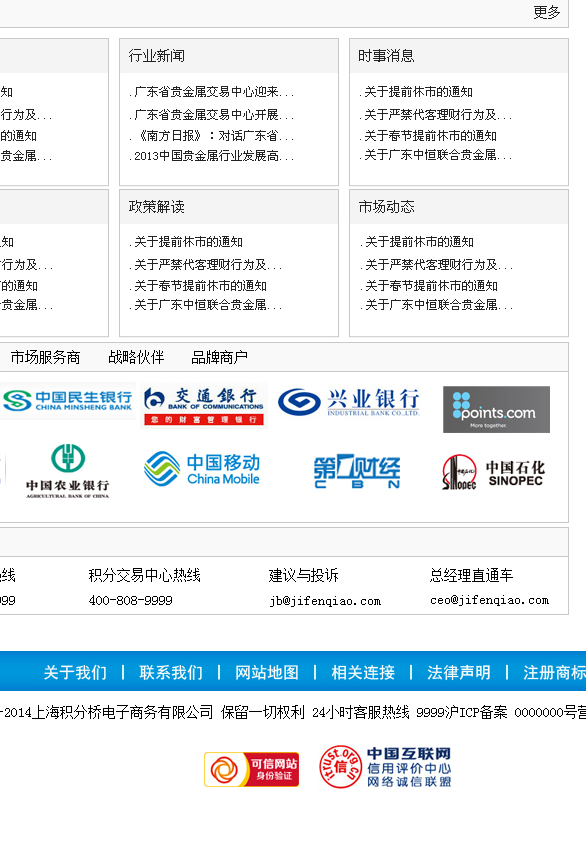 更多
行业新闻
时事消息
知
.广东省贵金属交易中心迎来...
.关于提前休市的通知
行为及...
.广东省贵金属交易中心开展...
.关于严禁代客理财行为及...
的通知
.《南方日报》：对话广东省...
.关于春节提前休市的通知
贵金属...
.2013中国贵金属行业发展高...
.关于广东中恒联合贵金属...
政策解读
市场动态
知
.关于提前休市的通知
.关于提前休市的通知
行为及...
.关于严禁代客理财行为及...
.关于严禁代客理财行为及...
的通知
.关于春节提前休市的通知
.关于春节提前休市的通知
贵金属...
.关于广东中恒联合贵金属...
.关于广东中恒联合贵金属...
市场服务商 战略伙伴 品牌商户
中国民生银行
CHINA MINSHENG BANK
交通银行
BANK OF COMMUNICATIONS
您的财富管理银行
兴业银行
INDUSTRIAL BANK CO.,LTD.
points.com
More together
中国农业银行
AGRICULTURAL BANK OF CHINA
中国移动
China Mobile
第一财经
CBN
SINOPEC
中国石化
SINOPEC
线
积分交易中心热线
建议与投诉
总经理直通车
999
400-808-9999
jb@jifenqiao.com
ceo@jifenqiao.com
关于我们 | 联系我们 | 网站地图 | 相关连接 | 法律声明 | 注册商标
-2014上海积分桥电子商务有限公司 保留一切权利 24小时客服热线 9999沪ICP备案 0000000号营
可信网站
身份验证
itrust.org.cn
信
中国互联网
信用评价中心
网络诚信联盟